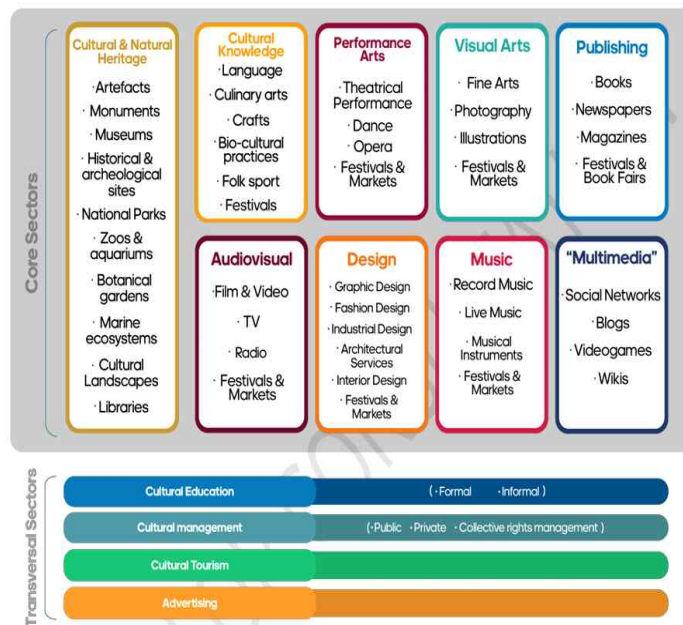 Core Sectors
Cultural & Natural
Heritage
· Artefacts
· Monuments
· Museums
· Historical &
archeological
sites
· National Parks
· Zoos &
aquariums
· Botanical
gardens
· Marine
ecosystems
· Cultural
Landscapes
· Libraries
Cultural
Knowledge
· Language
· Culinary arts
· Crafts
· Bio-cultural
practices
· Folk sport
· Festivals
Performance
Arts
· Theatrical
Performance
· Dance
· Opera
· Festivals &
Markets
Visual Arts
· Fine Arts
· Photography
· Illustrations
· Festivals &
Markets
Publishing
· Books
· Newspapers
· Magazines
· Festivals &
Book Fairs
Audiovisual
· Film & Video
· TV
· Radio
· Festivals &
Markets
Design
· Graphic Design
· Fashion Design
· Industrial Design
· Architectural
Services
· Interior Design
· Festivals &
Markets
Music
· Record Music
· Live Music
· Musical
Instruments
· Festivals &
Markets
“Multimedia”
· Social Networks
· Blogs
· Videogames
· Wikis
Transversal Sectors
Cultural Education ( · Formal · Informal )
Cultural management ( · Public · Private · Collective rights management )
Cultural Tourism
Advertising